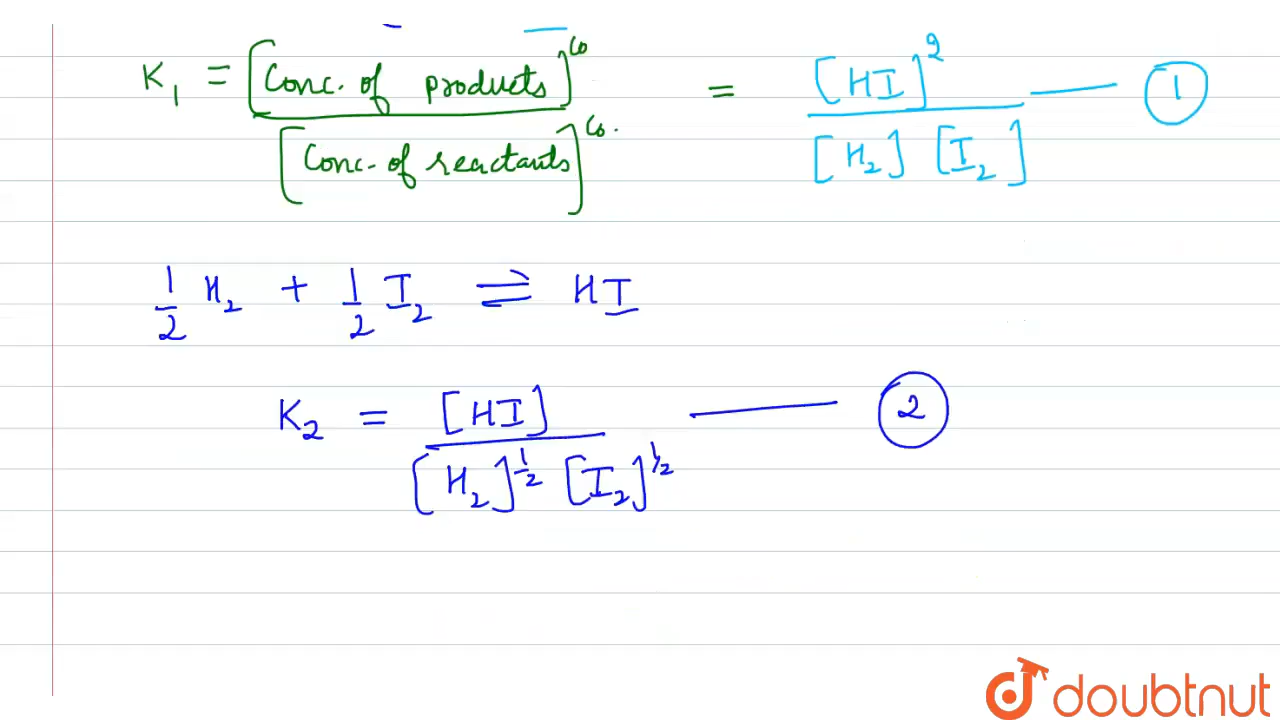 K₁ = [Conc. of products]^Co / [Conc. of reactants]^Co. = [HI]² / [H₂] [I₂] —— 1
1/2 H₂ + 1/2 I₂ ⇌ HI
K₂ = [HI] / [H₂]^1/2 [I₂]^1/2 —— 2
doubtnut